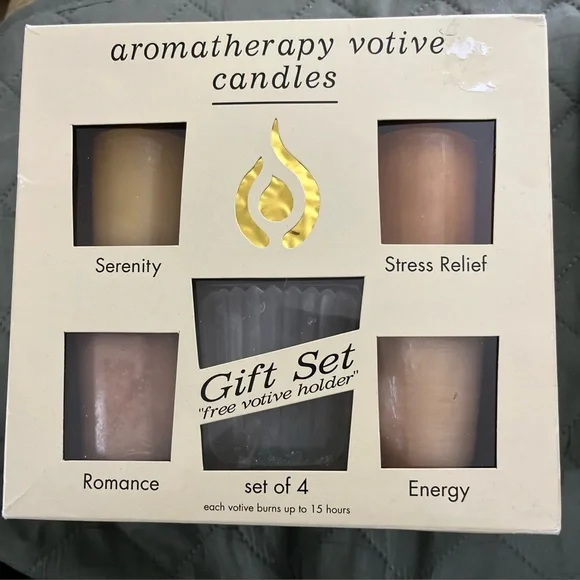 aromatherapy votive
candles
Serenity
Stress Relief
Gift Set
"free votive holder"
Romance
set of 4
Energy
each votive burns up to 15 hours